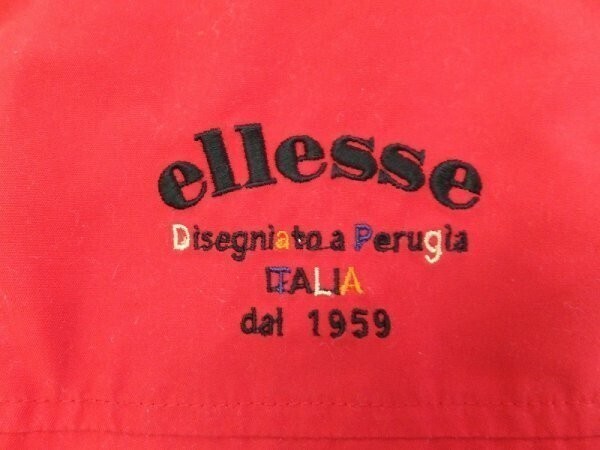 ellesse
Disegniato a Perugia
ITALIA
dal 1959